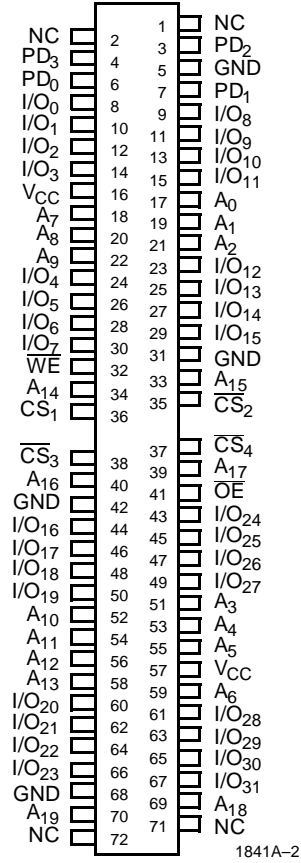 1 NC
NC 2
3 PD₂
PD₃ 4
5 GND
PD₀ 6
7 PD₁
I/O₀ 8
9 I/O₈
I/O₁ 10
11 I/O₉
I/O₂ 12
13 I/O₁₀
I/O₃ 14
15 I/O₁₁
V_CC 16
17 A₀
A₇ 18
19 A₁
A₈ 20
21 A₂
A₉ 22
23 I/O₁₂
I/O₄ 24
25 I/O₁₃
I/O₅ 26
27 I/O₁₄
I/O₆ 28
29 I/O₁₅
I/O₇ 30
31 GND
W̅E̅ 32
33 A₁₅
A₁₄ 34
35 C̅S̅₂
CS₁ 36
37 C̅S̅₄
C̅S̅₃ 38
39 A₁₇
A₁₆ 40
41 O̅E̅
GND 42
43 I/O₂₄
I/O₁₆ 44
45 I/O₂₅
I/O₁₇ 46
47 I/O₂₆
I/O₁₈ 48
49 I/O₂₇
I/O₁₉ 50
51 A₃
A₁₀ 52
53 A₄
A₁₁ 54
55 A₅
A₁₂ 56
57 V_CC
A₁₃ 58
59 A₆
I/O₂₀ 60
61 I/O₂₈
I/O₂₁ 62
63 I/O₂₉
I/O₂₂ 64
65 I/O₃₀
I/O₂₃ 66
67 I/O₃₁
GND 68
69 A₁₈
A₁₉ 70
71 NC
NC 72
1841A–2